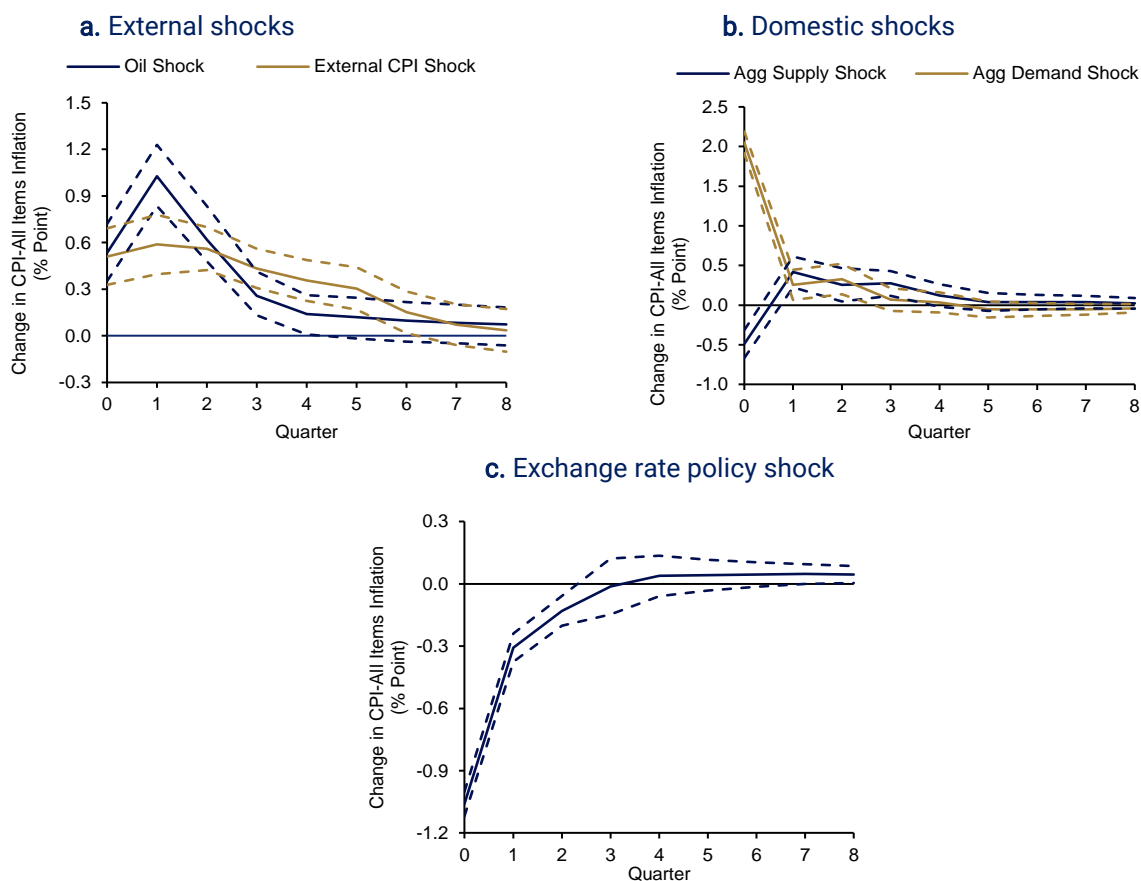 a. External shocks
Oil Shock
External CPI Shock
Change in CPI-All Items Inflation
(% Point)
1.5
1.2
0.9
0.6
0.3
0.0
-0.3
0 1 2 3 4 5 6 7 8
Quarter
b. Domestic shocks
Agg Supply Shock
Agg Demand Shock
Change in CPI-All Items Inflation
(% Point)
2.5
2.0
1.5
1.0
0.5
0.0
-0.5
-1.0
0 1 2 3 4 5 6 7 8
Quarter
c. Exchange rate policy shock
Change in CPI-All Items Inflation
(% Point)
0.3
0.0
-0.3
-0.6
-0.9
-1.2
0 1 2 3 4 5 6 7 8
Quarter